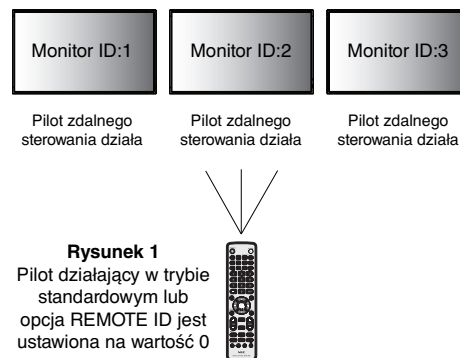 Monitor ID:1 Monitor ID:2 Monitor ID:3
Pilot zdalnego Pilot zdalnego Pilot zdalnego
sterowania działa sterowania działa sterowania działa
Rysunek 1
Pilot działający w trybie
standardowym lub
opcja REMOTE ID jest
ustawiona na wartość 0
NEC